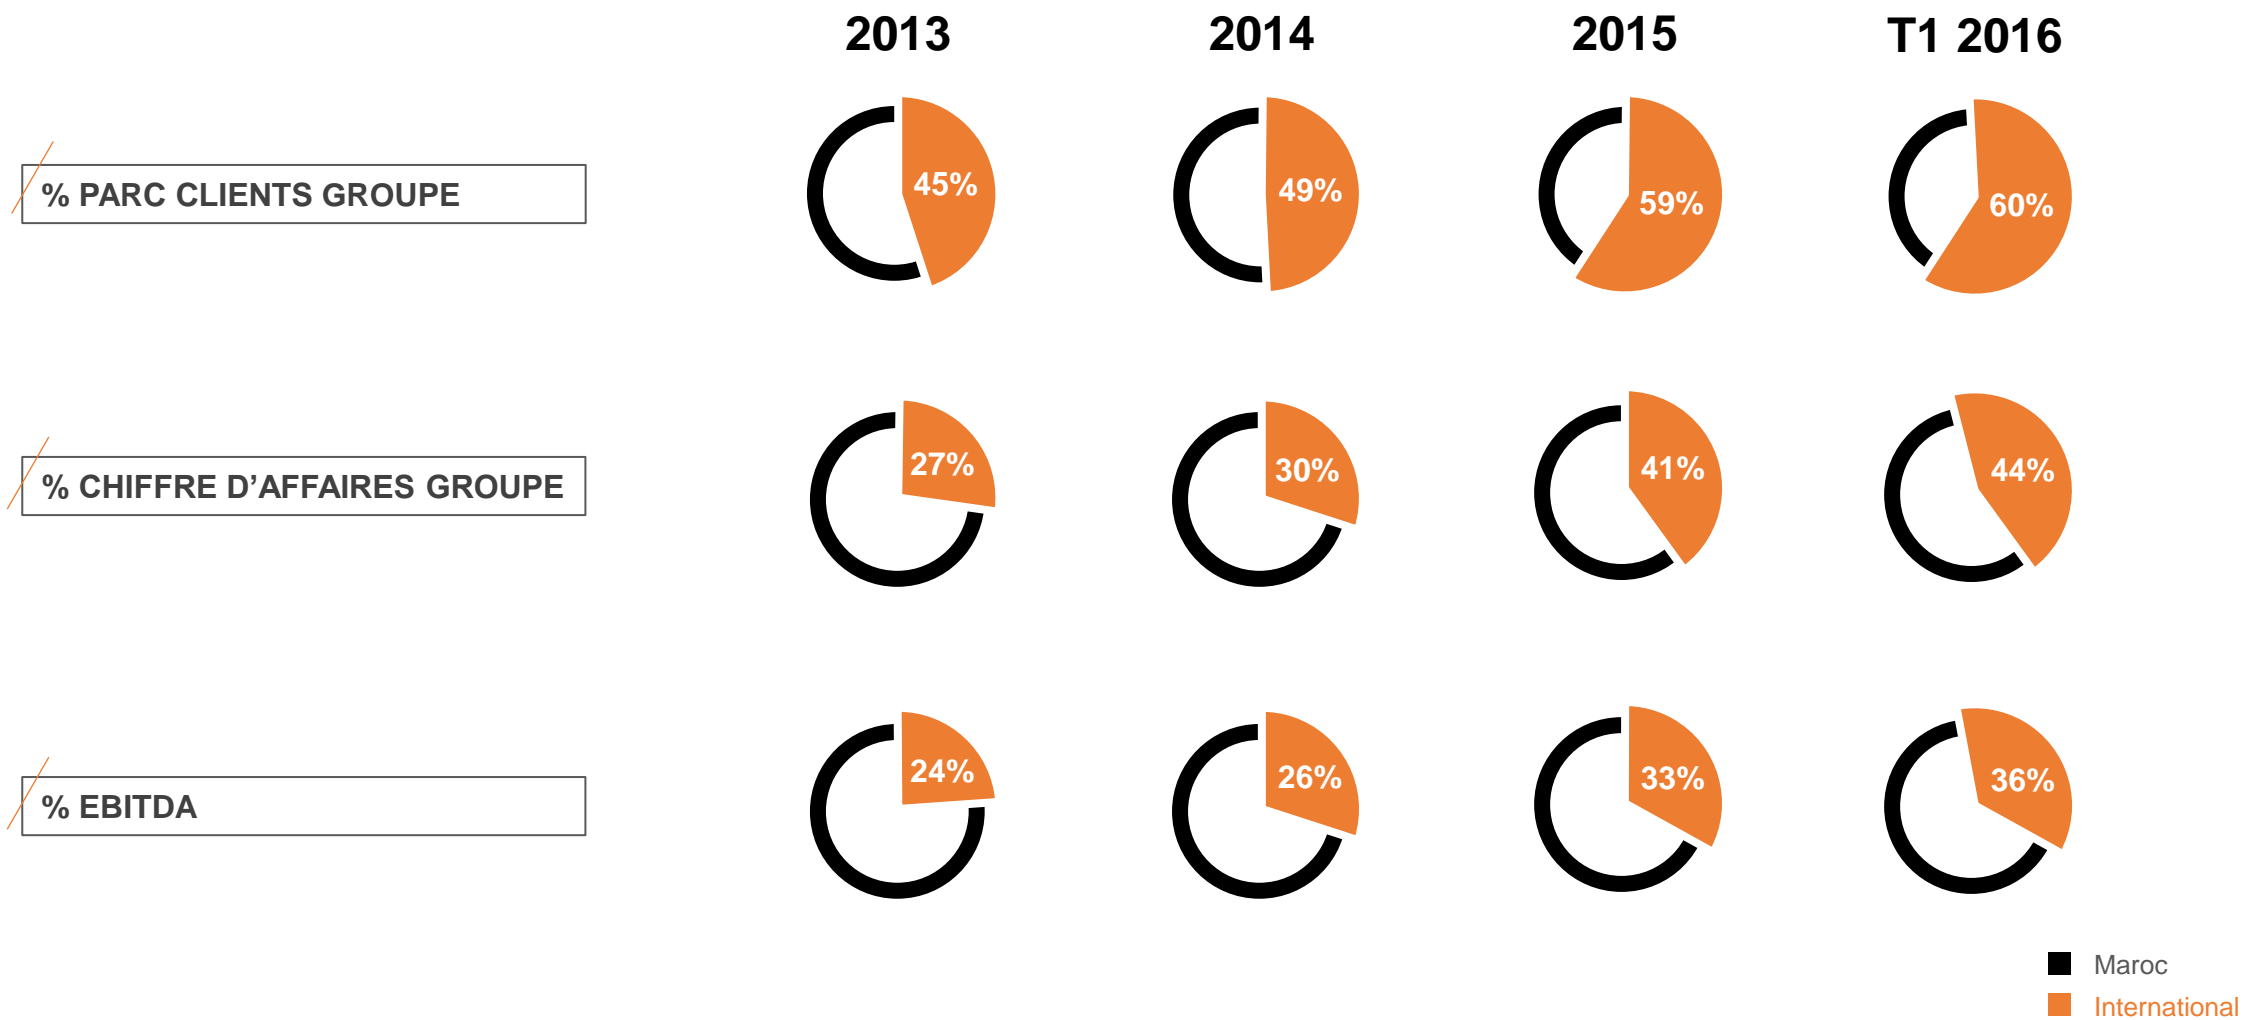 2013 2014 2015 T1 2016
% PARC CLIENTS GROUPE
45% 49% 59% 60%
% CHIFFRE D’AFFAIRES GROUPE
27% 30% 41% 44%
% EBITDA
24% 26% 33% 36%
Maroc
International